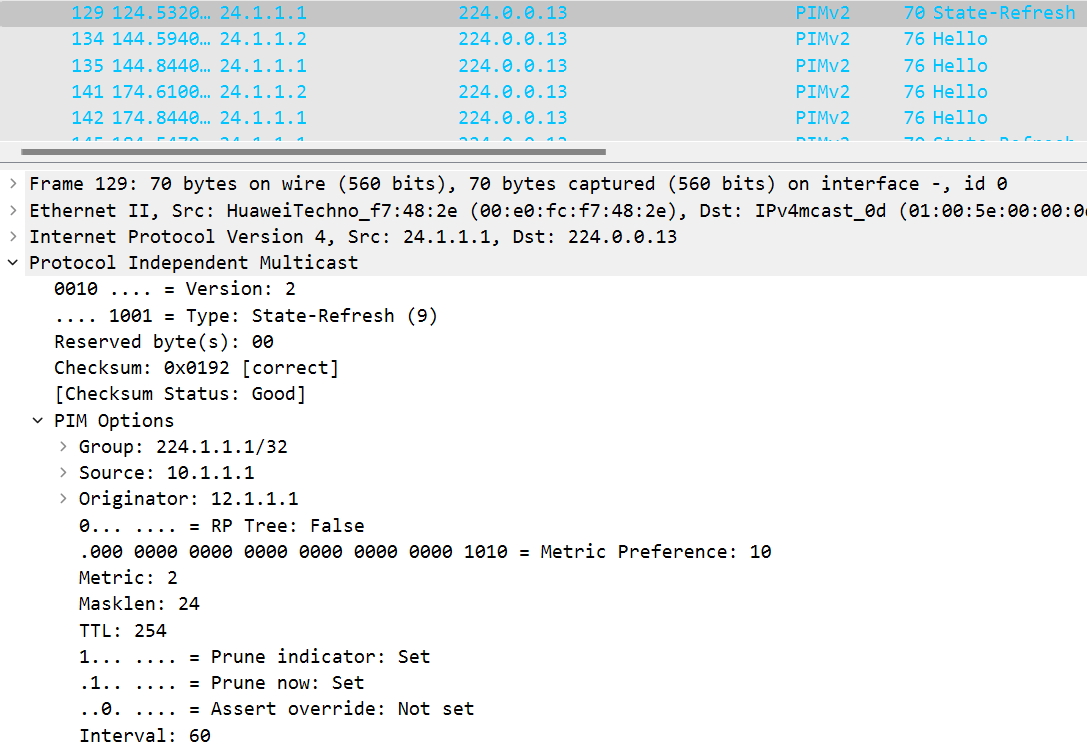 129 124.5320… 24.1.1.1 224.0.0.13 PIMv2 70 State-Refresh
134 144.5940… 24.1.1.2 224.0.0.13 PIMv2 76 Hello
135 144.8440… 24.1.1.1 224.0.0.13 PIMv2 76 Hello
141 174.6100… 24.1.1.2 224.0.0.13 PIMv2 76 Hello
142 174.8440… 24.1.1.1 224.0.0.13 PIMv2 76 Hello
Frame 129: 70 bytes on wire (560 bits), 70 bytes captured (560 bits) on interface -, id 0
Ethernet II, Src: HuaweiTechno_f7:48:2e (00:e0:fc:f7:48:2e), Dst: IPv4mcast_0d (01:00:5e:00:00:0
Internet Protocol Version 4, Src: 24.1.1.1, Dst: 224.0.0.13
Protocol Independent Multicast
0010 .... = Version: 2
.... 1001 = Type: State-Refresh (9)
Reserved byte(s): 00
Checksum: 0x0192 [correct]
[Checksum Status: Good]
PIM Options
Group: 224.1.1.1/32
Source: 10.1.1.1
Originator: 12.1.1.1
0... .... = RP Tree: False
.000 0000 0000 0000 0000 0000 0000 1010 = Metric Preference: 10
Metric: 2
Masklen: 24
TTL: 254
1... .... = Prune indicator: Set
.1.. .... = Prune now: Set
..0. .... = Assert override: Not set
Interval: 60